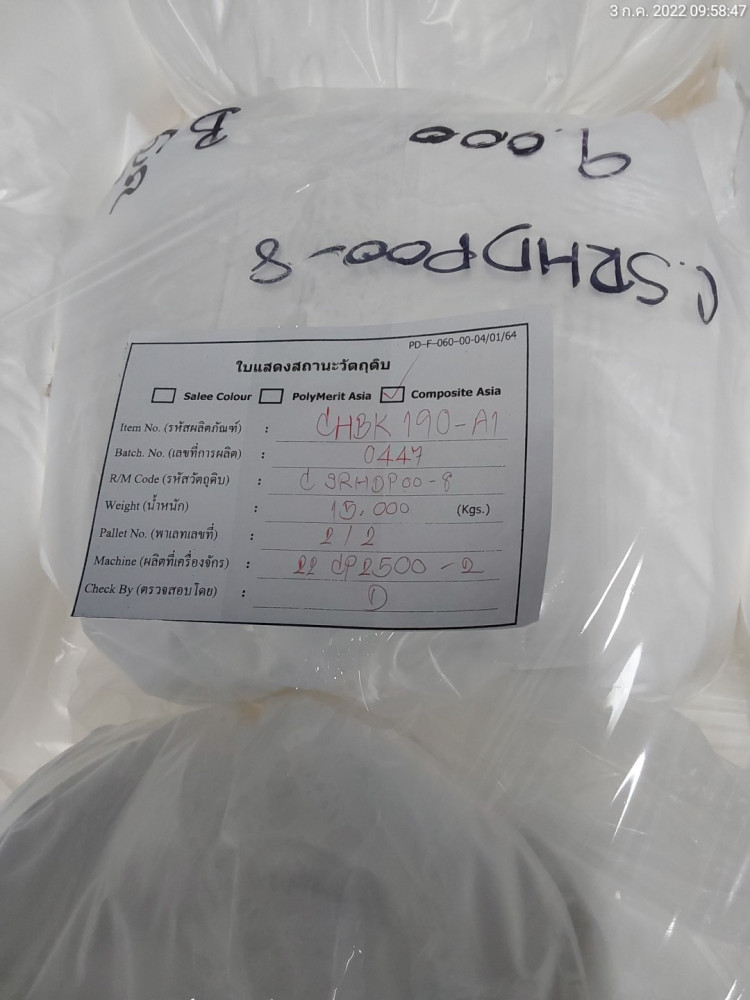 3 ก.ค. 2022 09:58:47
9.000
CSRHDP00-8
PD-F-060-00-04/01/64
ใบแสดงสถานะวัตถุดิบ
Salee Colour PolyMerit Asia Composite Asia
Item No. (รหัสผลิตภัณฑ์) : CHBK 190-A1
Batch. No. (เลขที่การผลิต) : 0447
R/M Code (รหัสวัตถุดิบ) : CSRHDP00-8
Weight (น้ำหนัก) : 15.000 (Kgs.)
Pallet No. (พาเลทเลขที่) : 2/2
Machine (ผลิตที่เครื่องจักร) : 22 CP2500-2
Check By (ตรวจสอบโดย) :